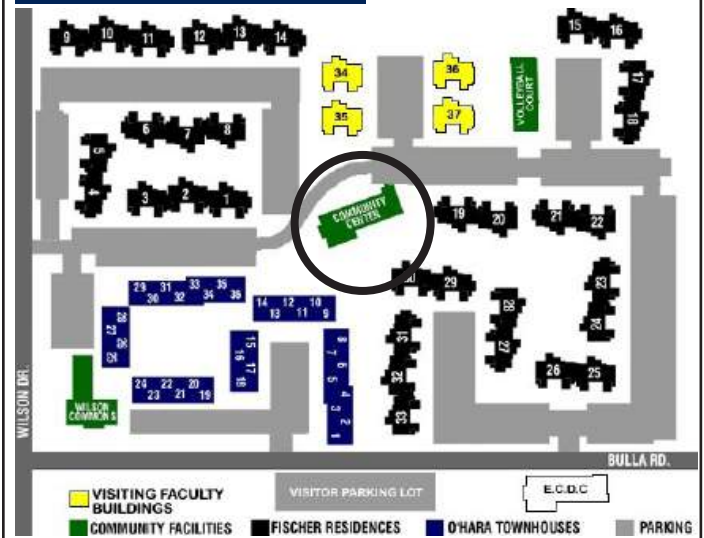 9 10 11 12 13 14
15 16
34 36
VOLLEYBALL
COURT
17
18
35 37
6 7 8
5
4
3 2 1
COMMUNITY
CENTER
19 20 21 22
30 29
23
24
28
27
29 31 33 35
30 32 34 36
14 12 10
13 11 9
28
27
26
25
15
16 17
18
8
7
6
5
4
3
2
1
31
32
33
24 22 20
23 21 19
26 25
WILSON
COMMONS
WILSON DR.
BULLA RD.
VISITING FACULTY
BUILDINGS
VISITOR PARKING LOT
E.C.D.C
COMMUNITY FACILITIES
FISCHER RESIDENCES
O'HARA TOWNHOUSES
PARKING